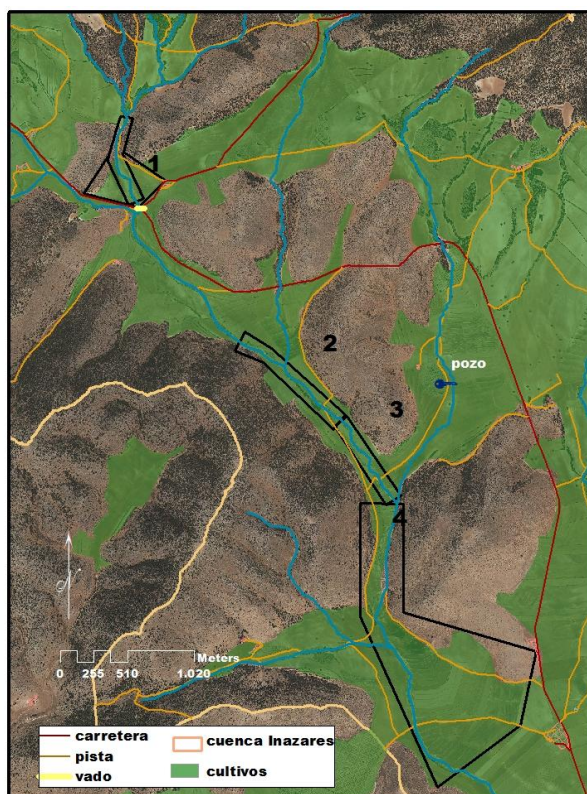 1
2
pozo
3
4
N
Meters
0 255 510 1.020
carretera
cuenca Inazares
pista
cultivos
vado